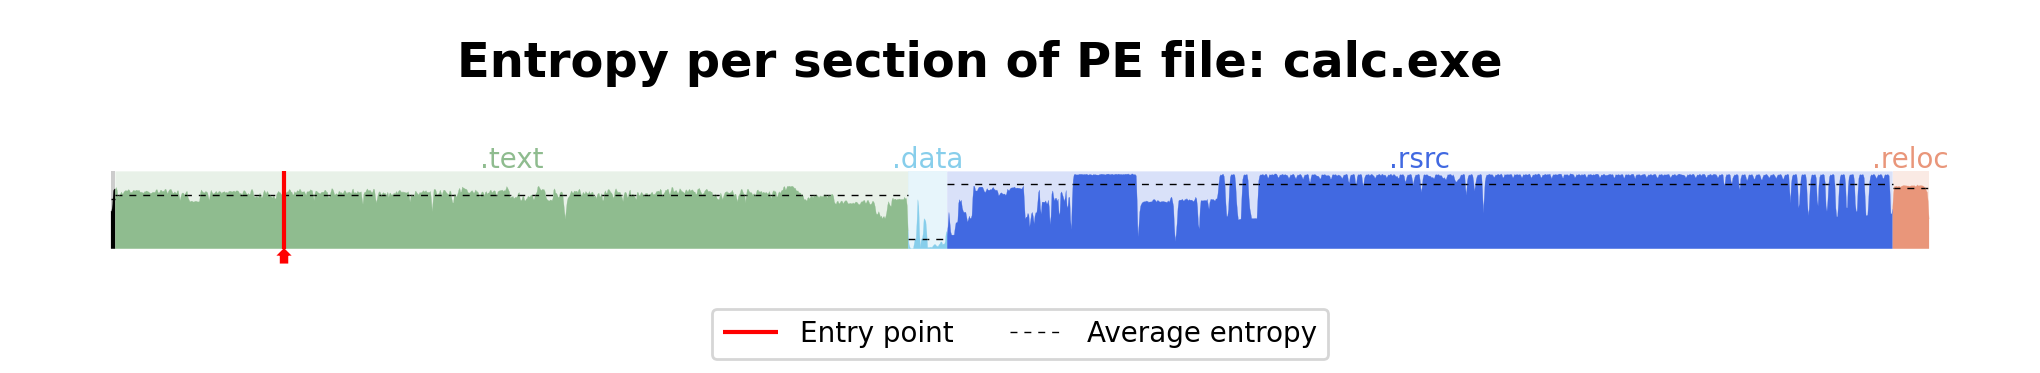 Entropy per section of PE file: calc.exe
.text .data .rsrc .reloc
Entry point Average entropy